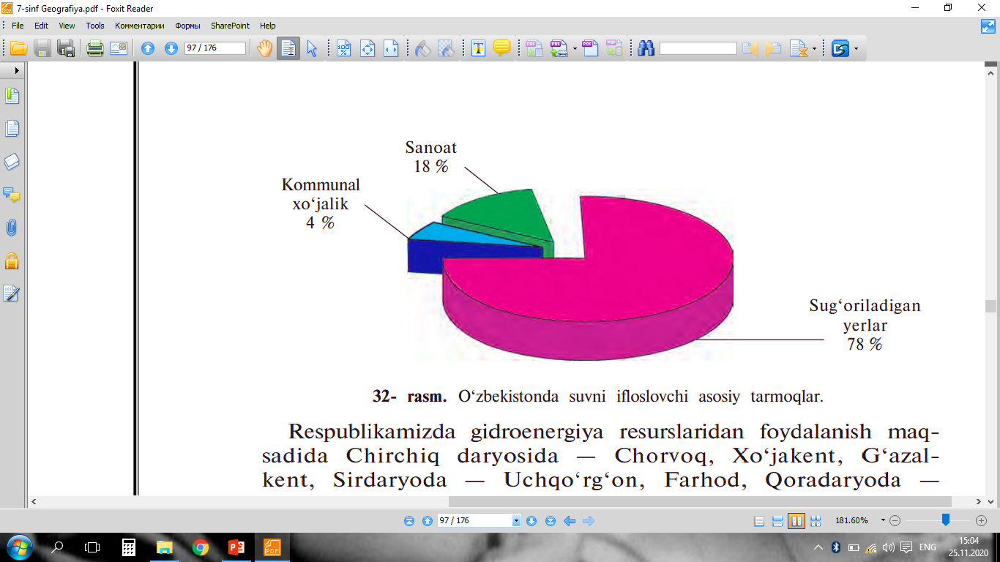 7-sinf Geografiya.pdf - Foxit Reader
File Edit View Tools Комментарии Формы SharePoint Help
97 / 176
Sanoat
18 %
Kommunal
xo‘jalik
4 %
Sug‘oriladigan
yerlar
78 %
32- rasm. O‘zbekistonda suvni ifloslovchi asosiy tarmoqlar.
Respublikamizda gidroenergiya resurslaridan foydalanish maq-
sadida Chirchiq daryosida — Chorvoq, Xo‘jakent, G‘azal-
kent, Sirdaryoda — Uchqo‘rg‘on, Farhod, Qoradaryoda —
97 / 176
181.60%
ENG
15:04
25.11.2020